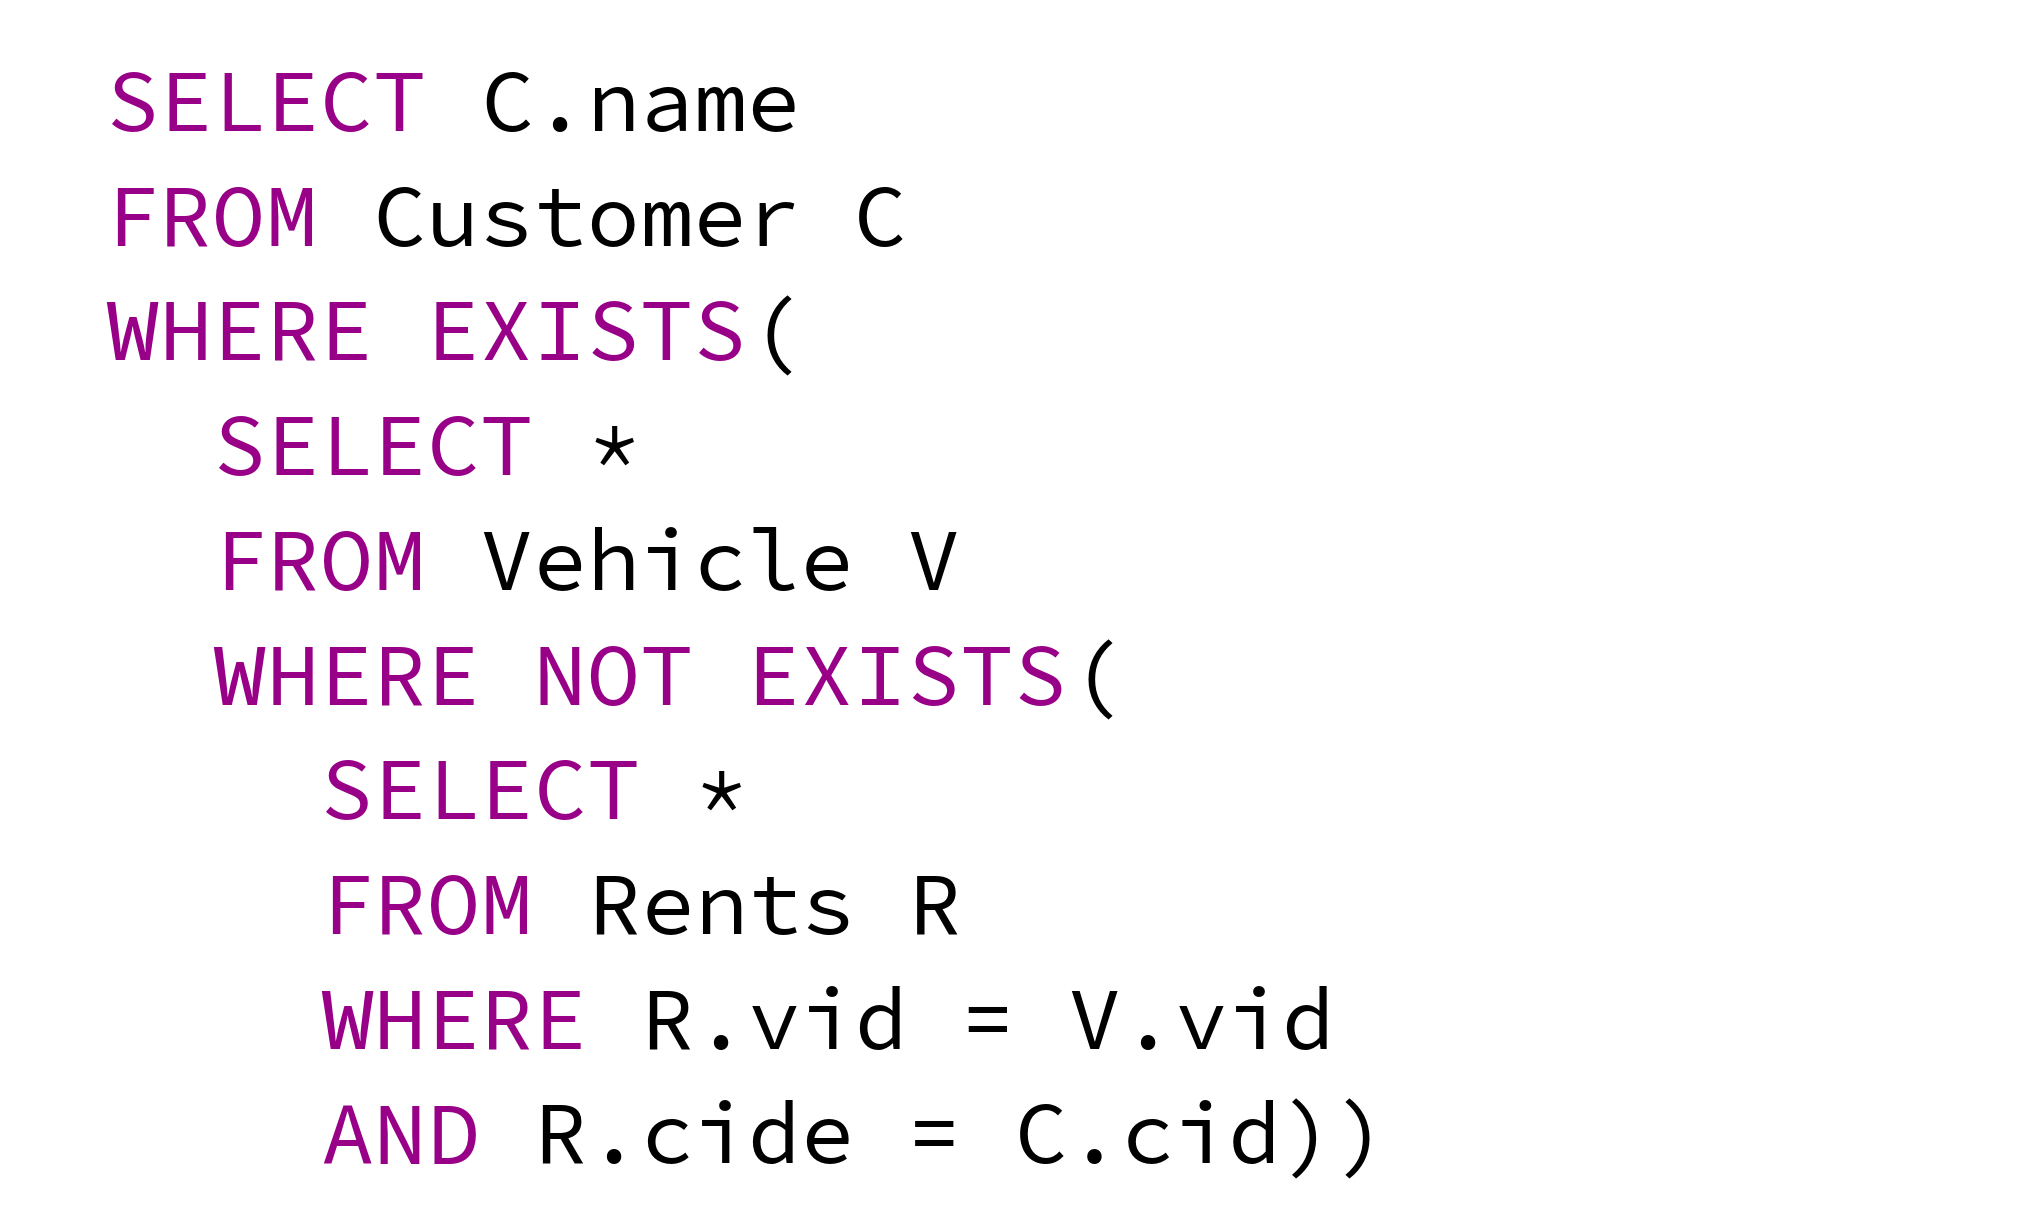 SELECT C.name
FROM Customer C
WHERE EXISTS(
SELECT *
FROM Vehicle V
WHERE NOT EXISTS(
SELECT *
FROM Rents R
WHERE R.vid = V.vid
AND R.cide = C.cid))